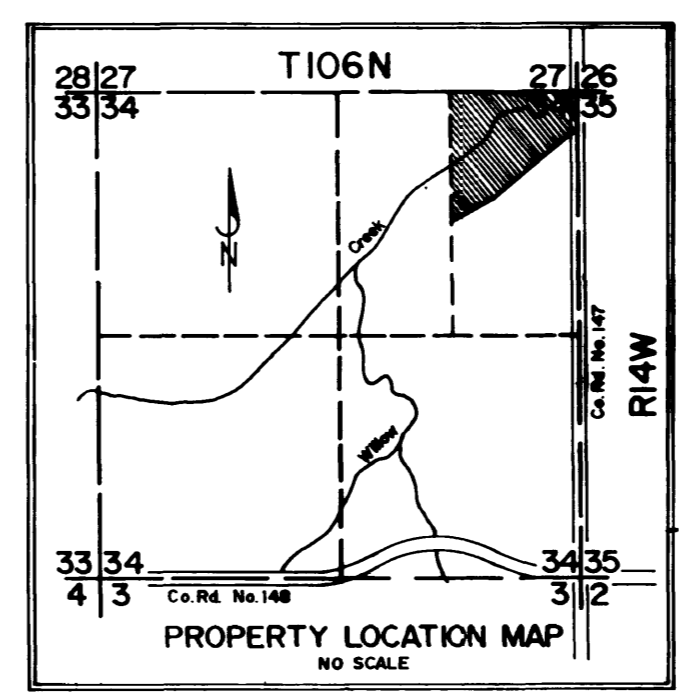 T106N
28 27
27 26
33 34
35
N
Creek
Co. Rd. No. 147
R14W
Willow
33 34
34 35
4 3
3 2
Co. Rd. No. 148
PROPERTY LOCATION MAP
NO SCALE